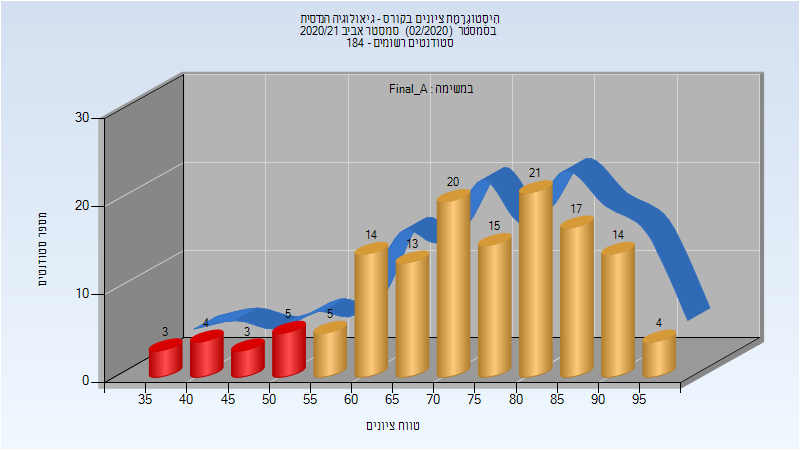 היסטוגרמת ציונים בקורס - גיאולוגיה הנדסית
בסמסטר (02/2020) סמסטר אביב 2020/21
סטודנטים רשומים - 184
במשימה : Final_A
מספר סטודנטים
30
20
10
0
3
4
3
5
5
14
13
20
15
21
17
14
4
35 40 45 50 55 60 65 70 75 80 85 90 95
טווח ציונים